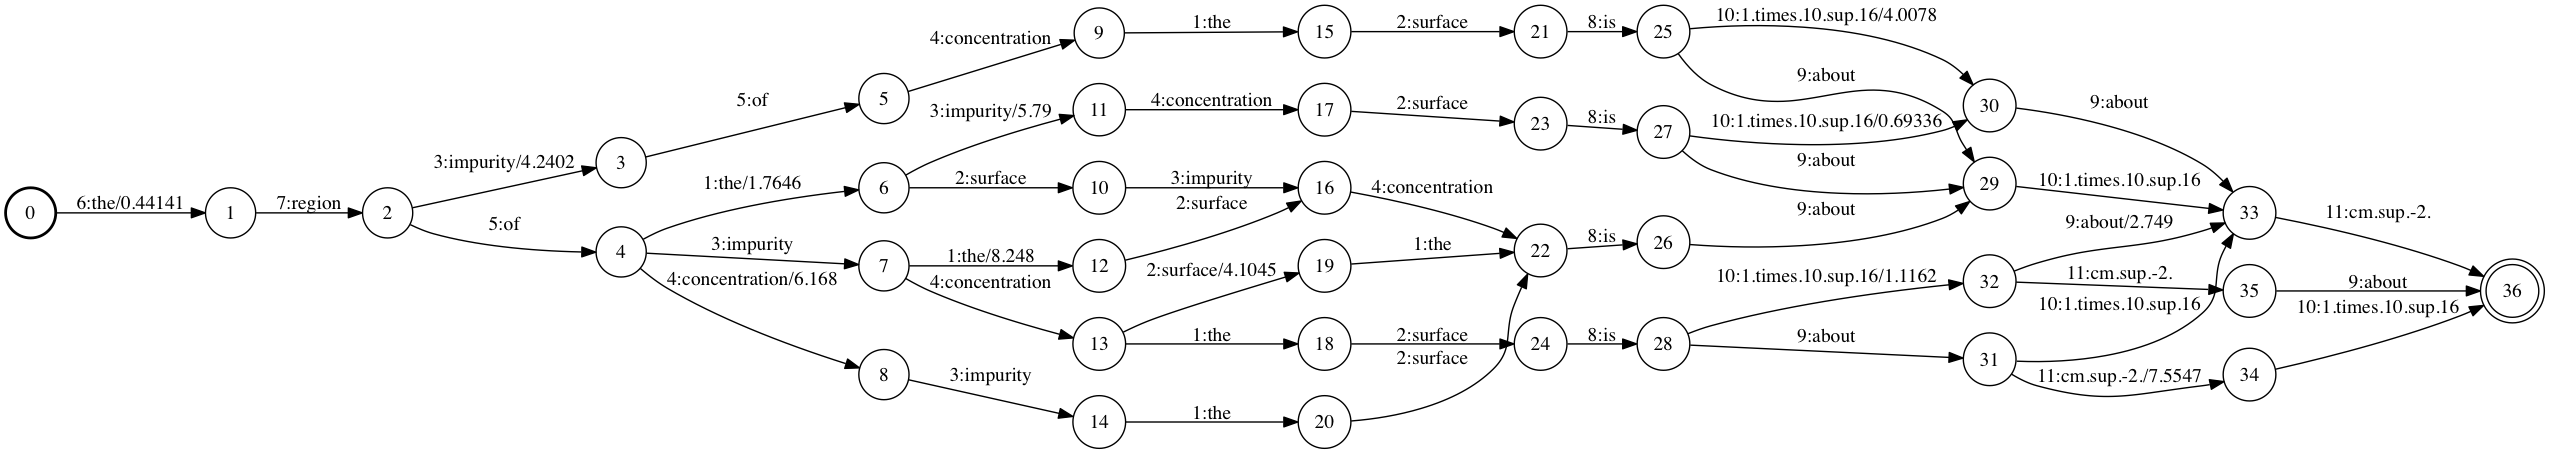 0
6:the/0.44141
1
7:region
2
3:impurity/4.2402
3
5:of
4
5:of
5
1:the/1.7646
6
3:impurity
7
4:concentration/6.168
8
4:concentration
9
3:impurity/5.79
11
2:surface
10
1:the/8.248
12
4:concentration
13
3:impurity
14
1:the
15
4:concentration
17
3:impurity
2:surface
16
2:surface/4.1045
19
1:the
18
1:the
20
2:surface
21
2:surface
23
4:concentration
1:the
22
2:surface
2:surface
24
8:is
25
8:is
27
8:is
26
8:is
28
10:1.times.10.sup.16/4.0078
9:about
10:1.times.10.sup.16/0.69336
9:about
9:about
10:1.times.10.sup.16/1.1162
9:about
30
29
32
31
9:about
10:1.times.10.sup.16
9:about/2.749
11:cm.sup.-2.
10:1.times.10.sup.16
11:cm.sup.-2./7.5547
33
35
34
11:cm.sup.-2.
9:about
10:1.times.10.sup.16
36